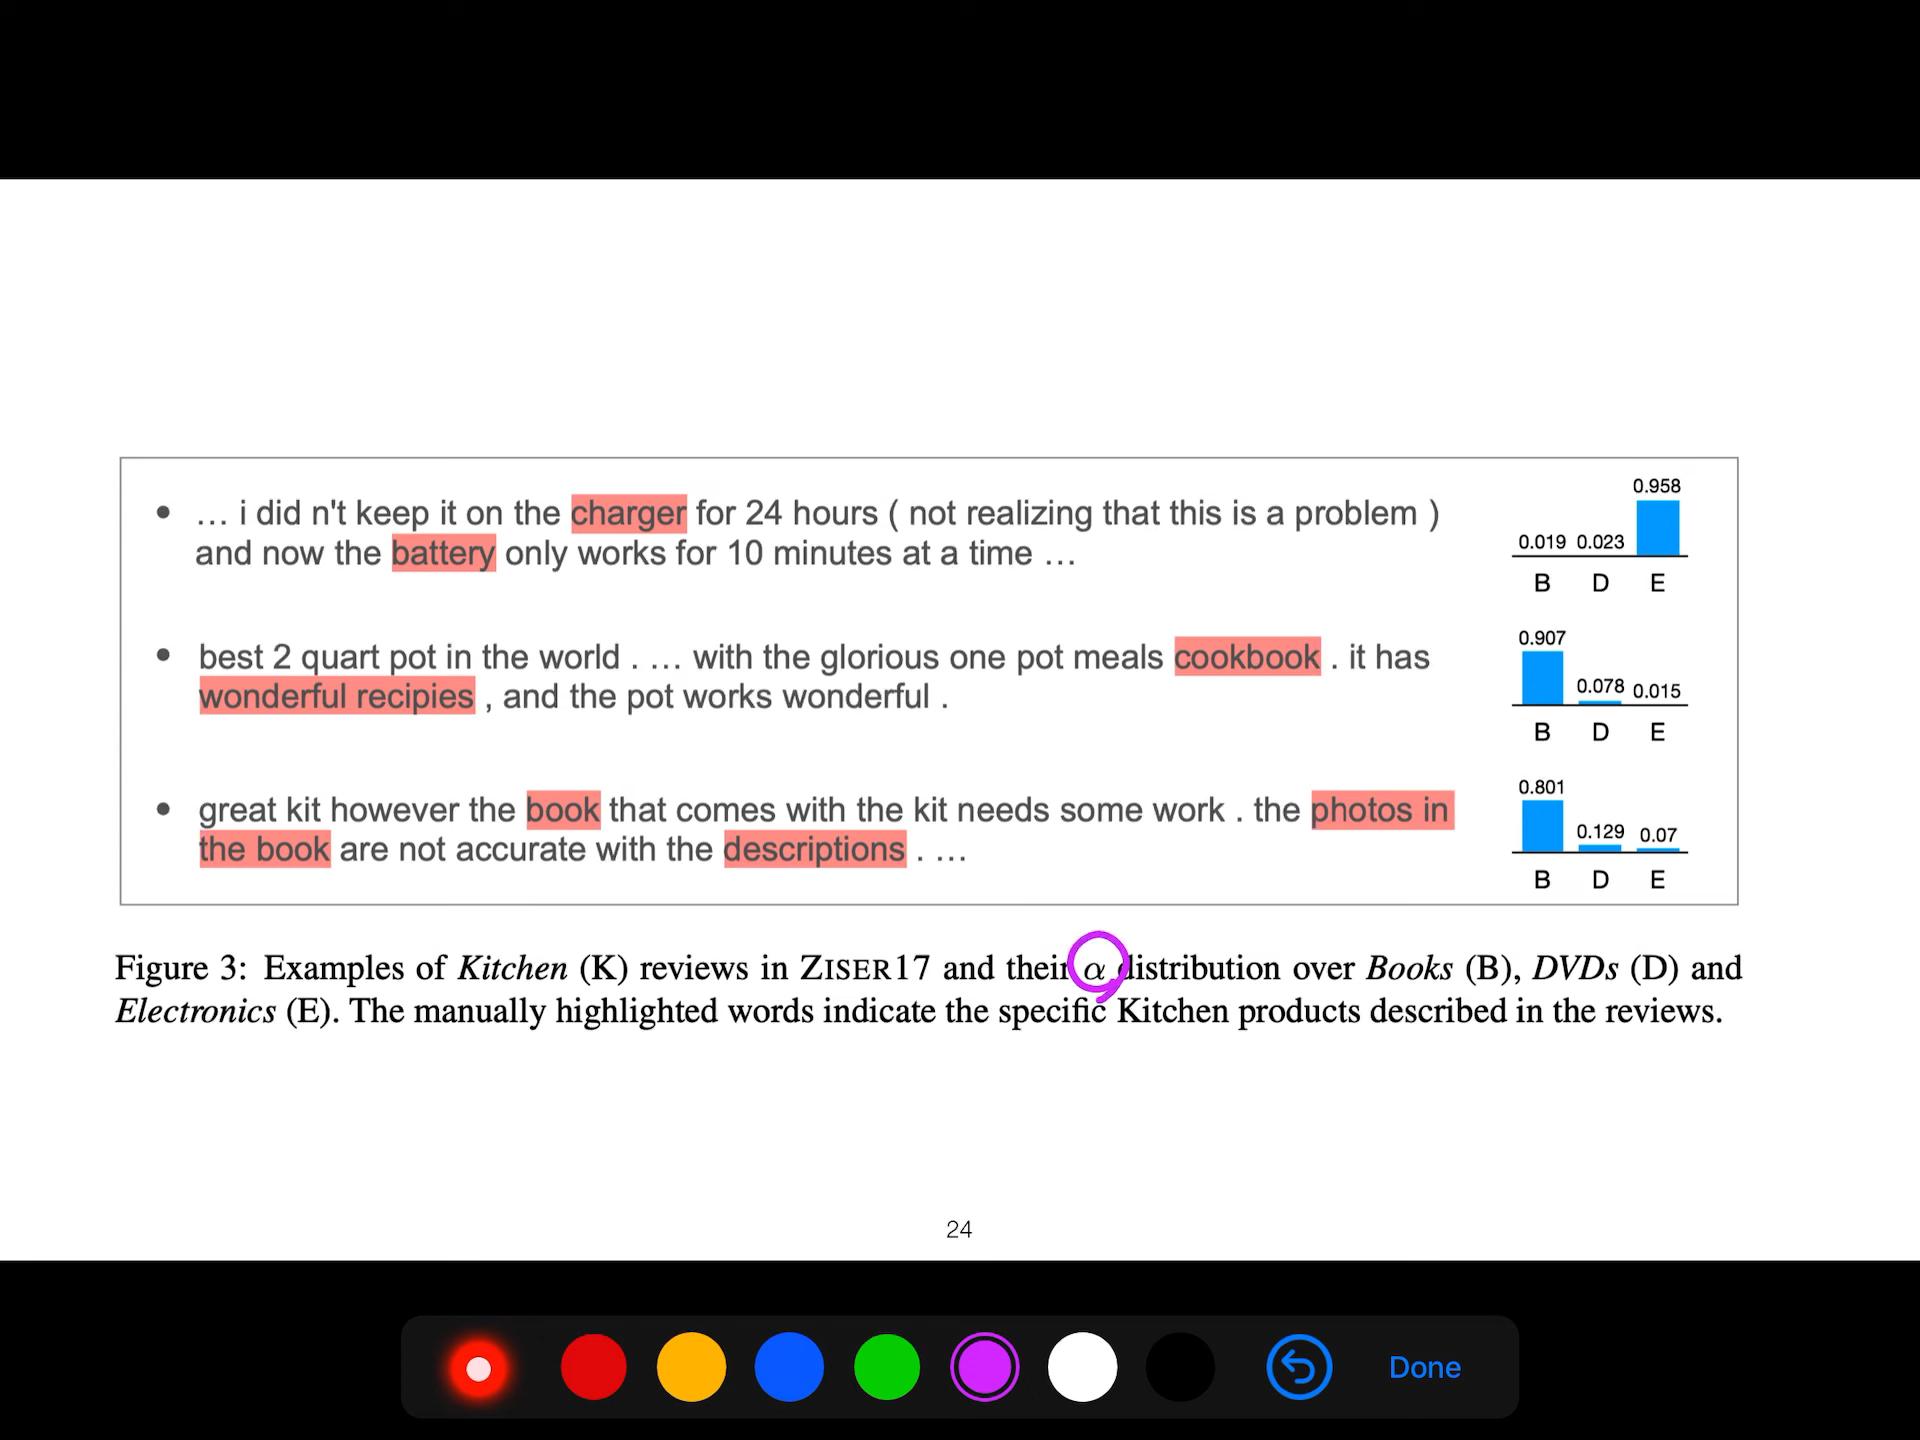 • … i did n't keep it on the charger for 24 hours ( not realizing that this is a problem )
and now the battery only works for 10 minutes at a time …
0.958
0.019 0.023
B D E
• best 2 quart pot in the world . … with the glorious one pot meals cookbook . it has
wonderful recipies , and the pot works wonderful .
0.907
0.078 0.015
B D E
• great kit however the book that comes with the kit needs some work . the photos in
the book are not accurate with the descriptions . …
0.801
0.129 0.07
B D E
Figure 3: Examples of Kitchen (K) reviews in ZISER17 and their α distribution over Books (B), DVDs (D) and
Electronics (E). The manually highlighted words indicate the specific Kitchen products described in the reviews.
24
Done